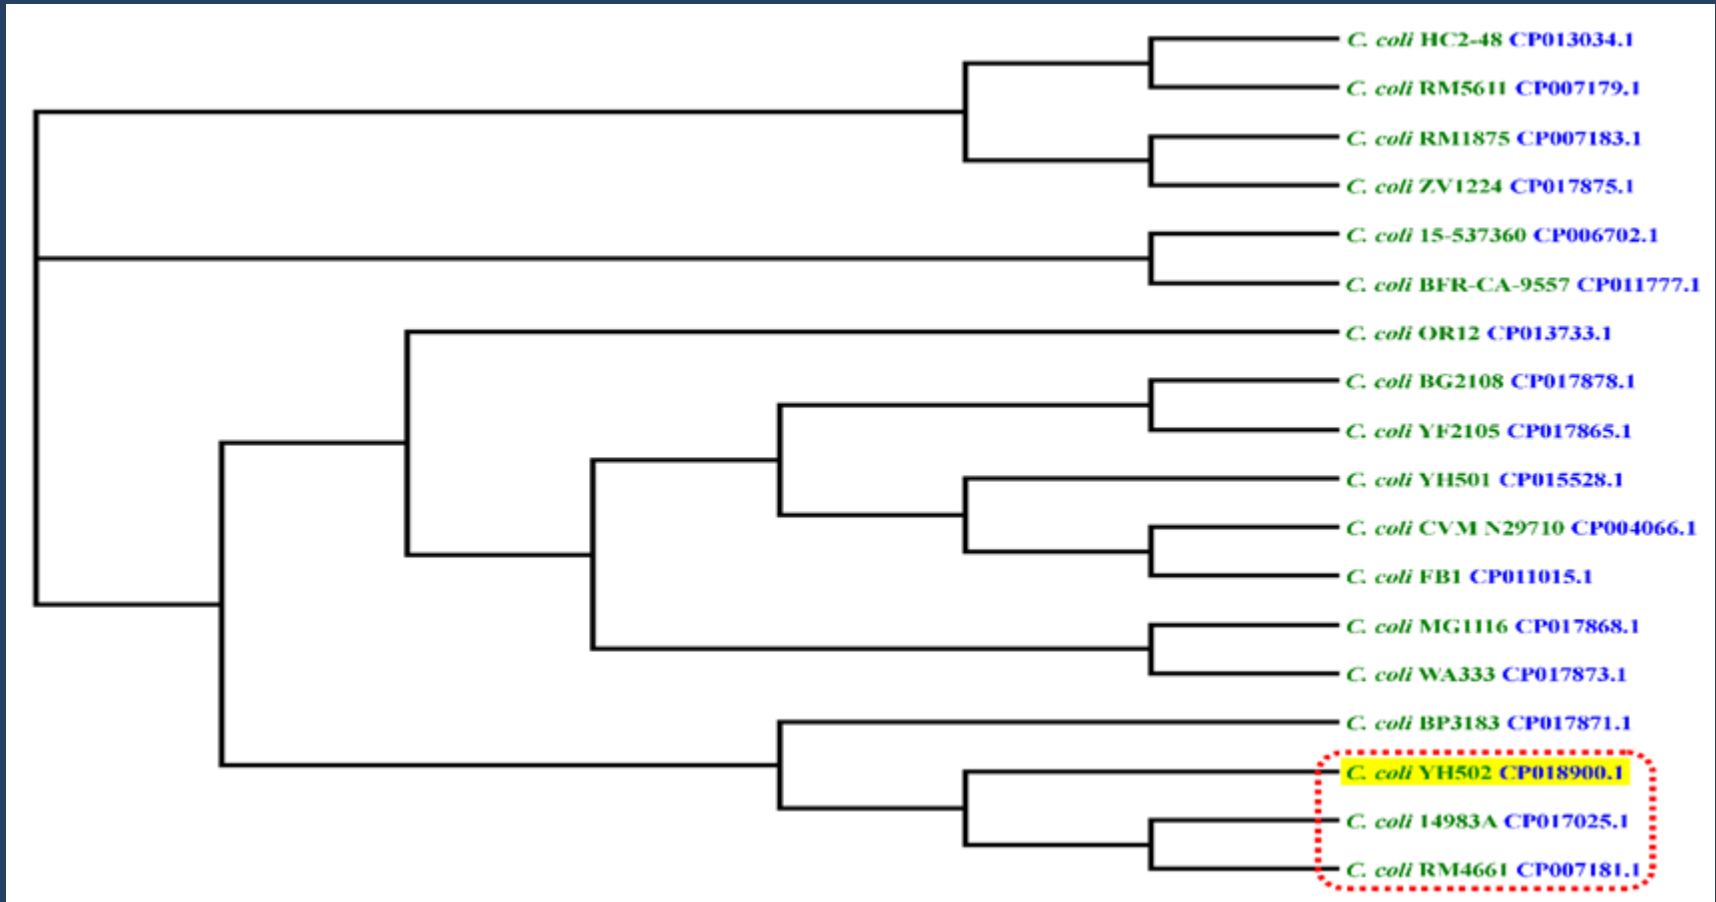 C. coli HC2-48 CP013034.1
C. coli RM5611 CP007179.1
C. coli RM1875 CP007183.1
C. coli ZV1224 CP017875.1
C. coli 15-537360 CP006702.1
C. coli BFR-CA-9557 CP011777.1
C. coli OR12 CP013733.1
C. coli BG2108 CP017878.1
C. coli YF2105 CP017865.1
C. coli YH501 CP015528.1
C. coli CVM N29710 CP004066.1
C. coli FB1 CP011015.1
C. coli MG1116 CP017868.1
C. coli WA333 CP017873.1
C. coli BP3183 CP017871.1
C. coli YH502 CP018900.1
C. coli 14983A CP017025.1
C. coli RM4661 CP007181.1